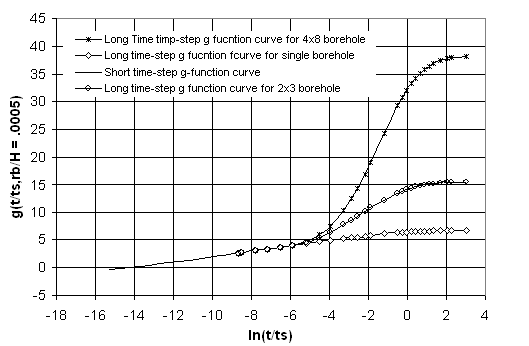 45
40
35
30
25
20
15
10
5
0
-5
g(t/ts,rb/H = .0005)
Long Time timp-step g fucntion curve for 4x8 borehole
Long time-step g fucntion fcurve for single borehole
Short time-step g-function curve
Long time-step g function curve for 2x3 borehole
-18 -16 -14 -12 -10 -8 -6 -4 -2 0 2 4
ln(t/ts)